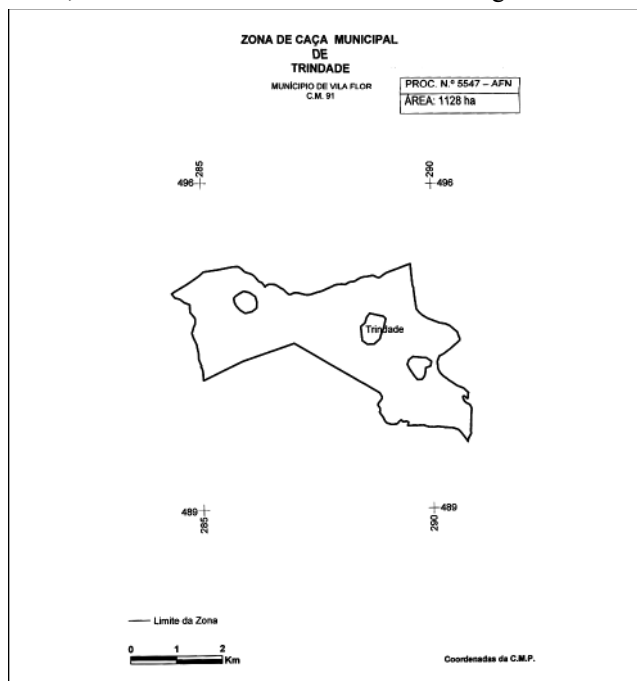 ZONA DE CAÇA MUNICIPAL
DE
TRINDADE
MUNÍCIPIO DE VILA FLOR
C.M. 91
PROC. N.º 5547 – AFN
ÁREA: 1128 ha
285
496
290
496
Trindade
489
285
489
290
Limite da Zona
0 1 2
Km
Coordenadas da C.M.P.